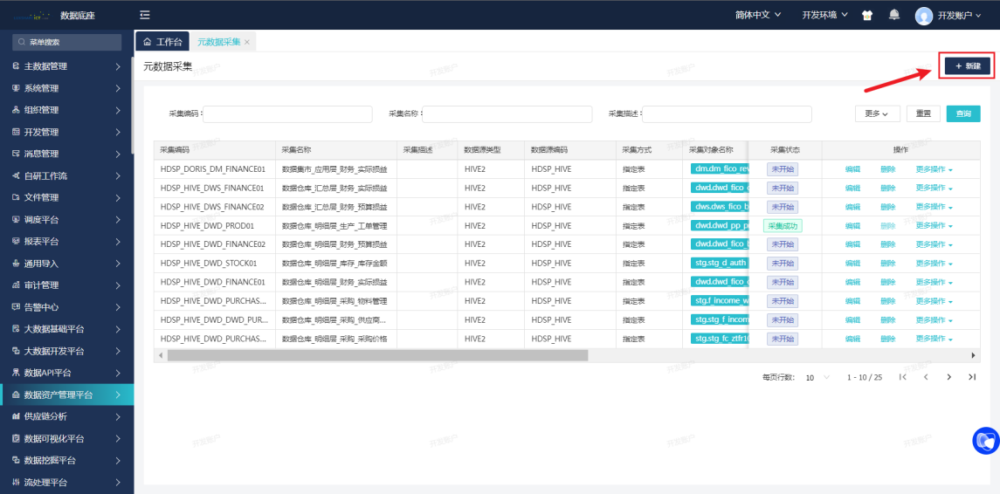 数据底座
简体中文
开发环境
开发账户
菜单搜索
工作台
元数据采集 ×
主数据管理
系统管理
组织管理
开发管理
消息管理
自研工作流
文件管理
调度平台
报表平台
通用导入
审计管理
告警中心
大数据基础平台
大数据开发平台
数据API平台
数据资产管理平台
供应链分析
数据可视化平台
数据挖掘平台
流处理平台
元数据采集
+ 新建
采集编码 :
采集名称 :
采集描述 :
更多
重置
查询
采集编码 采集名称 采集描述 数据源类型 数据源编码 采集方式 采集对象名称 采集状态 操作
HDSP_DORIS_DM_FINANCE01 数据集市_应用层_财务_实际损益 HIVE2 HDSP_HIVE 指定表 dm.dm_fico_rev 未开始 编辑 删除 更多操作
HDSP_HIVE_DWS_FINANCE01 数据仓库_汇总层_财务_实际损益 HIVE2 HDSP_HIVE 指定表 dwd.dwd_fico 未开始 编辑 删除 更多操作
HDSP_HIVE_DWS_FINANCE02 数据仓库_汇总层_财务_预算损益 HIVE2 HDSP_HIVE 指定表 dws.dws_fico_b 未开始 编辑 删除 更多操作
HDSP_HIVE_DWD_PROD01 数据仓库_明细层_生产_工单管理 HIVE2 HDSP_HIVE 指定表 dwd.dwd_pp_p 采集成功 编辑 删除 更多操作
HDSP_HIVE_DWD_FINANCE02 数据仓库_明细层_财务_预算损益 HIVE2 HDSP_HIVE 指定表 dwd.dwd_fico 未开始 编辑 删除 更多操作
HDSP_HIVE_DWD_STOCK01 数据仓库_明细层_库存_库存金额 HIVE2 HDSP_HIVE 指定表 stg.stg_d_auth 未开始 编辑 删除 更多操作
HDSP_HIVE_DWD_FINANCE01 数据仓库_明细层_财务_实际损益 HIVE2 HDSP_HIVE 指定表 dwd.dwd_fico 未开始 编辑 删除 更多操作
HDSP_HIVE_DWD_PURCHAS... 数据仓库_明细层_采购_物料管理 HIVE2 HDSP_HIVE 指定表 stg.f_income_w 未开始 编辑 删除 更多操作
HDSP_HIVE_DWD_DWD_PUR... 数据仓库_明细层_采购_供应商... HIVE2 HDSP_HIVE 指定表 stg.stg_f_incom 未开始 编辑 删除 更多操作
HDSP_HIVE_DWD_PURCHAS... 数据仓库_明细层_采购_采购价格 HIVE2 HDSP_HIVE 指定表 stg.stg_fc_ztfr1 未开始 编辑 删除 更多操作
每页行数: 10 1 - 10 / 25
开发账户